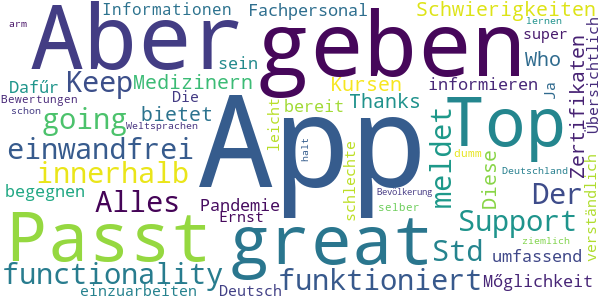 Informationen Fachpersonal Schwierigkeiten
arm Aber geben lernen
super
sein Who
Dafűr Keep Medizinern Kursen informieren Ja
Bewertungen Die bereit Thanks Zertifikaten Übersichtlich
schon going bietet leicht App Top
Weltsprachen
einwandfrei meldet Der
innerhalb halt schlechte dumm verständlich
begegnen Alles Pandemie Bevölkerung Diese Deutschland
Ernst selber
Passt great Support ziemlich
Std umfassend
functionality funktioniert Mőglichkeit
einzuarbeiten Deutsch